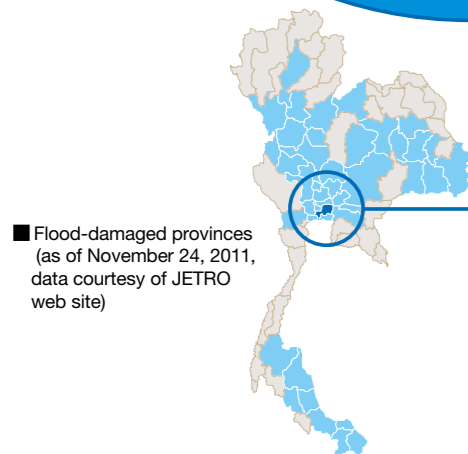 ■ Flood-damaged provinces
(as of November 24, 2011,
data courtesy of JETRO
web site)